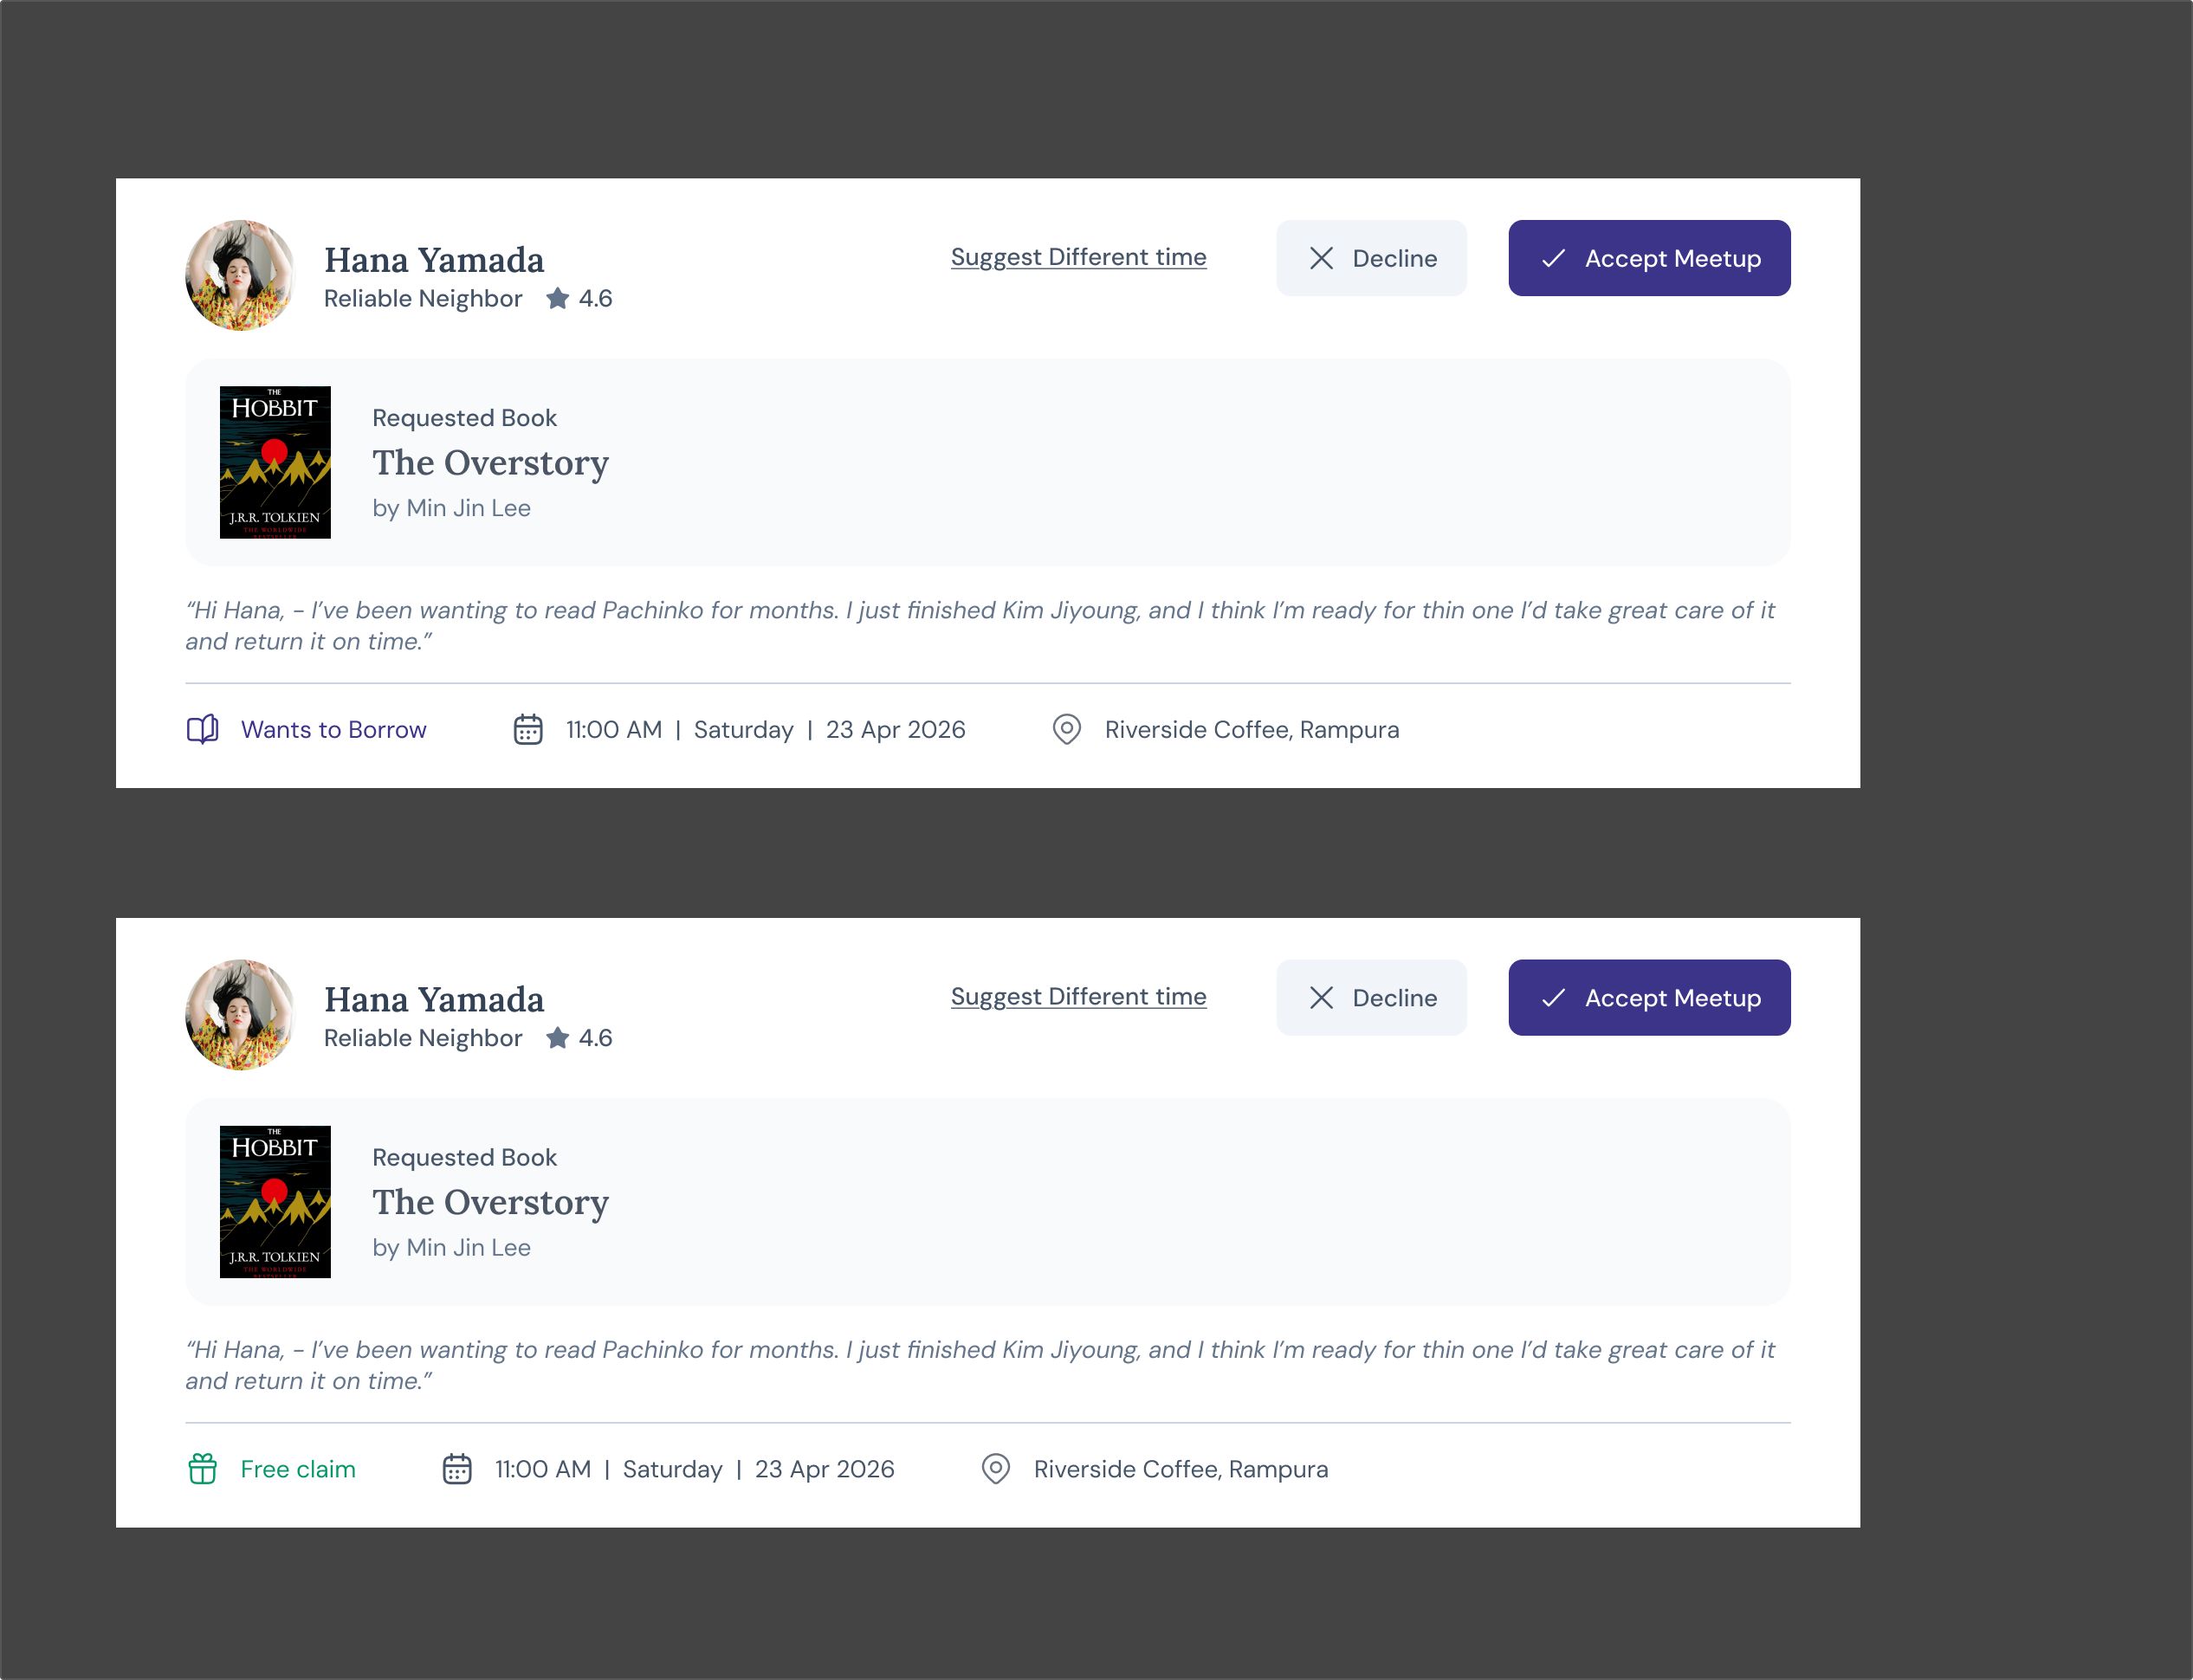 Hana Yamada
Reliable Neighbor 4.6
Suggest Different time
Decline
Accept Meetup
THE
HOBBIT
J.R.R. TOLKIEN
THE WORLDWIDE
BESTSELLER
Requested Book
The Overstory
by Min Jin Lee
“Hi Hana, - I’ve been wanting to read Pachinko for months. I just finished Kim Jiyoung, and I think I’m ready for thin one I’d take great care of it
and return it on time.”
Wants to Borrow 11:00 AM | Saturday | 23 Apr 2026 Riverside Coffee, Rampura
Hana Yamada
Reliable Neighbor 4.6
Suggest Different time
Decline
Accept Meetup
THE
HOBBIT
J.R.R. TOLKIEN
THE WORLDWIDE
BESTSELLER
Requested Book
The Overstory
by Min Jin Lee
“Hi Hana, - I’ve been wanting to read Pachinko for months. I just finished Kim Jiyoung, and I think I’m ready for thin one I’d take great care of it
and return it on time.”
Free claim 11:00 AM | Saturday | 23 Apr 2026 Riverside Coffee, Rampura